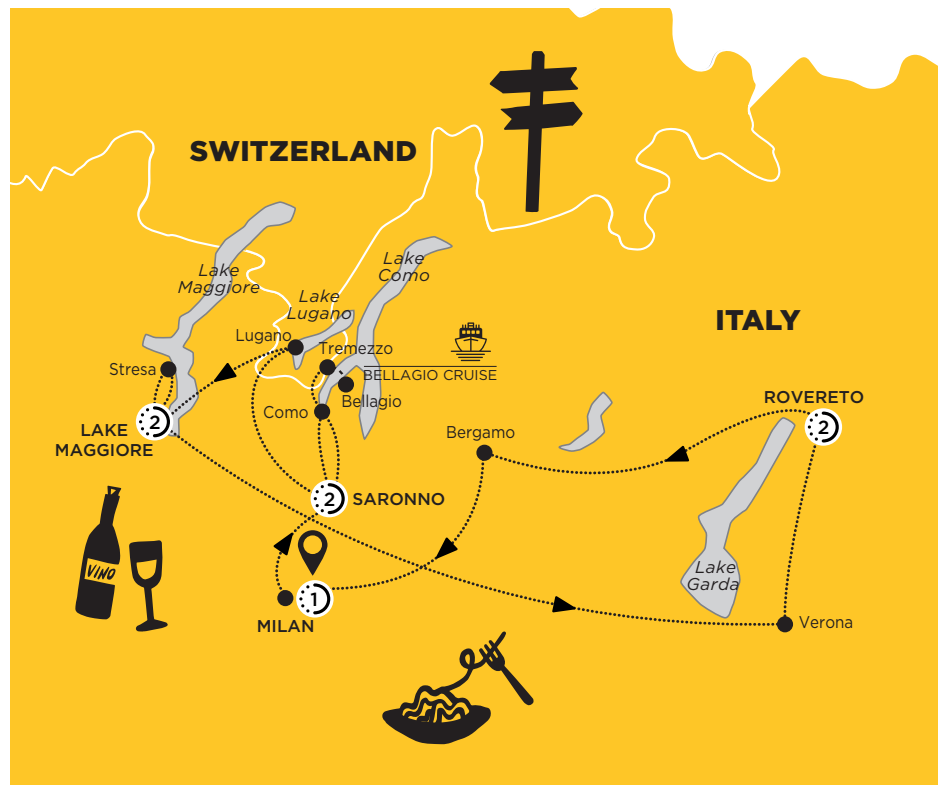 SWITZERLAND
Lake
Maggiore
Lake
Como
Lake
Lugano
ITALY
Lugano
Tremezzo
Stresa
BELLAGIO CRUISE
Bellagio
Como
ROVERETO
2
2
LAKE
MAGGIORE
Bergamo
2
SARONNO
VINO
Lake
Garda
1
MILAN
Verona